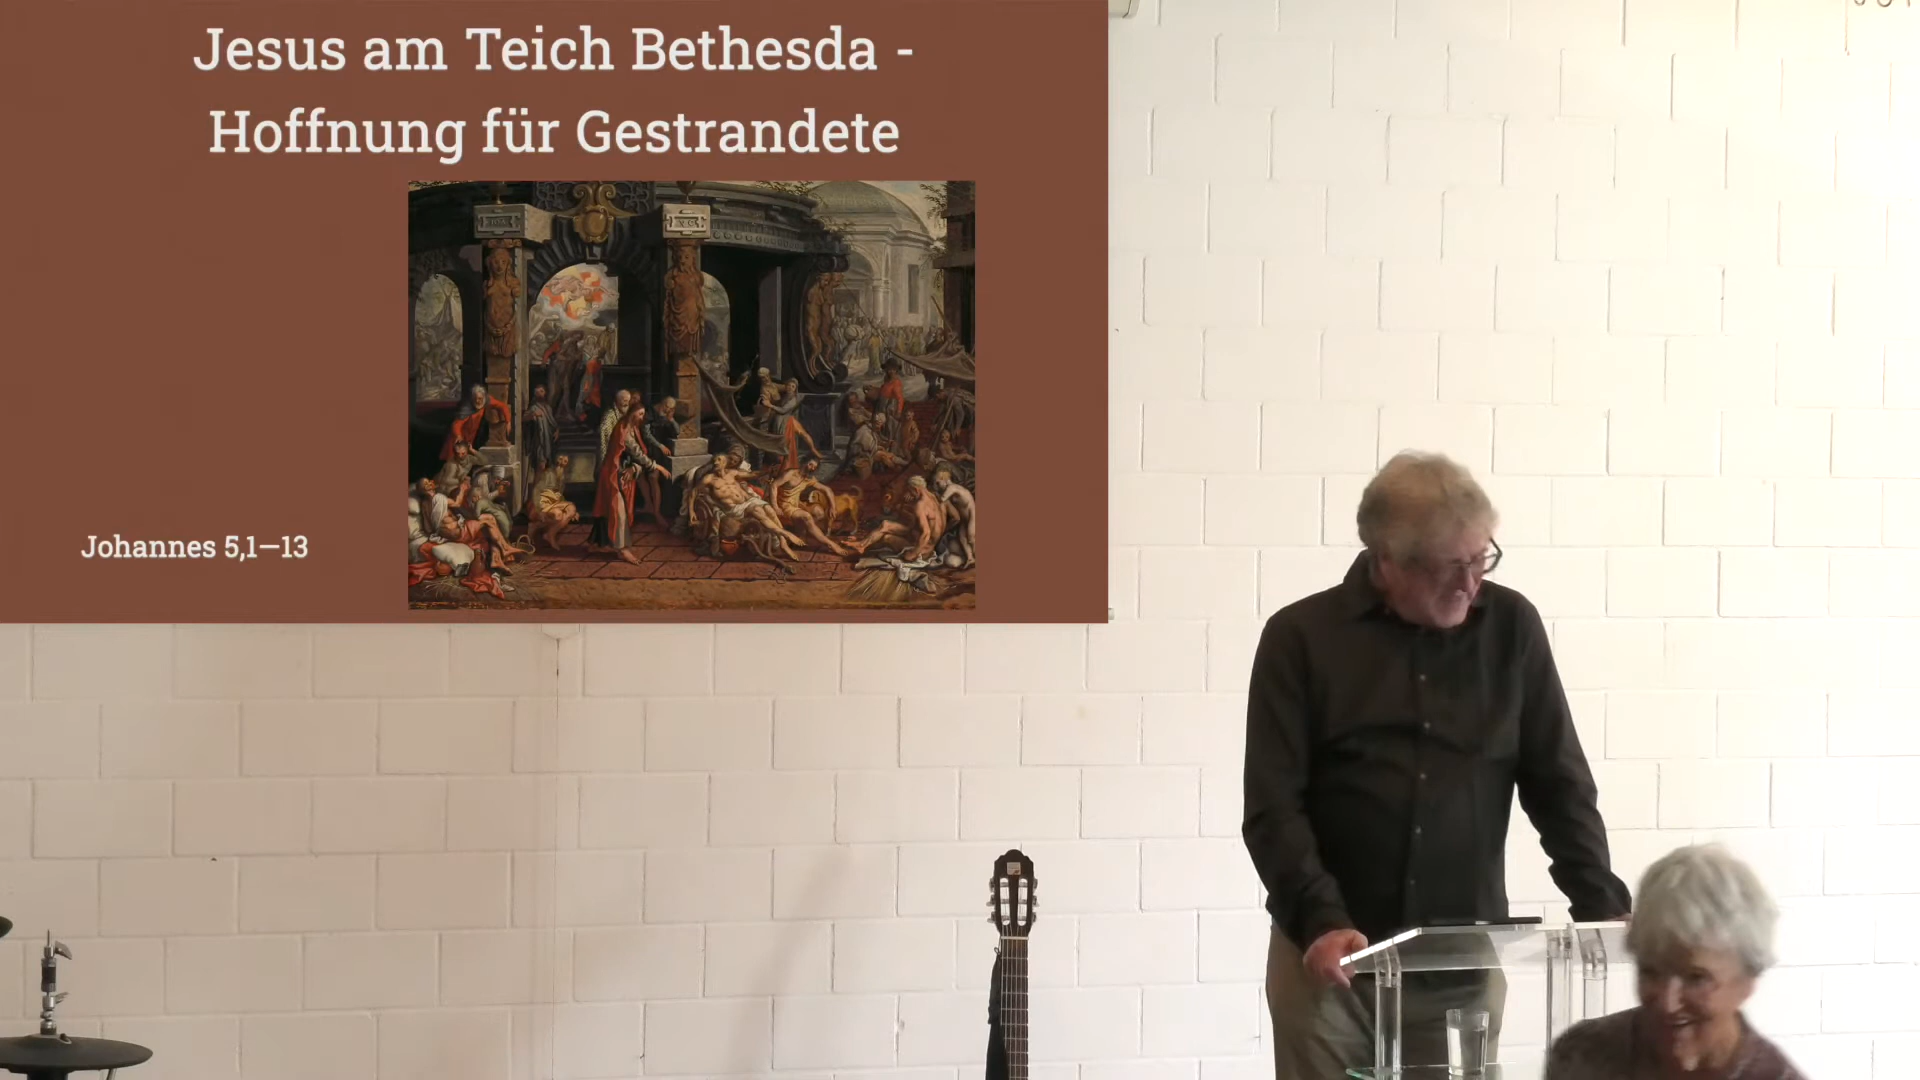 Jesus am Teich Bethesda -
Hoffnung für Gestrandete
Johannes 5,1—13